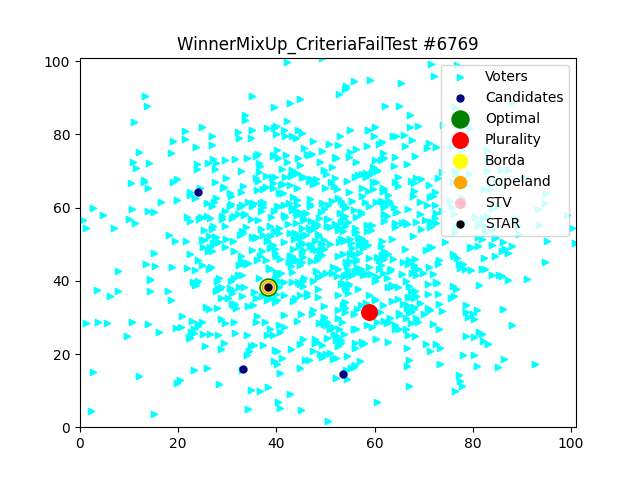 WinnerMixUp_CriteriaFailTest #6769
100
80
60
40
20
0
0
20
40
60
80
100
Voters
Candidates
Optimal
Plurality
Borda
Copeland
STV
STAR